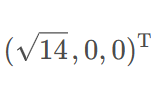 (√14, 0, 0)ᵀ